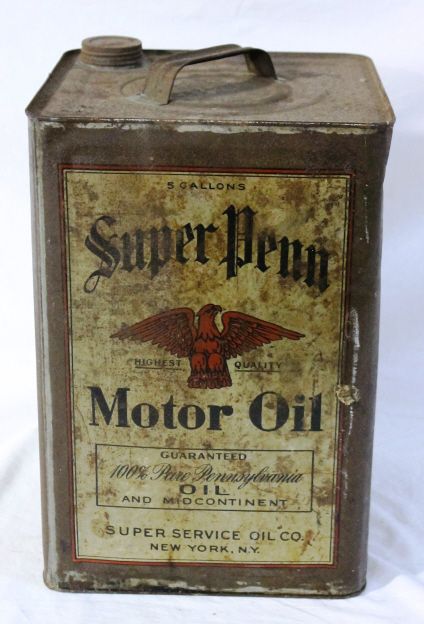 5 GALLONS
Super Penn
HIGHEST QUALITY
Motor Oil
GUARANTEED
100% Pure Pennsylvania
OIL
AND MIDCONTINENT
SUPER SERVICE OIL CO.
NEW YORK, N.Y.